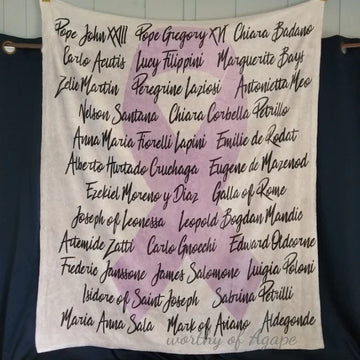 Pope John XXIII Pope Gregory XVI Chiara Badano
Carlo Acutis Lucy Filippini Marguerite Bays
Zelie Martin Peregrine Laziosi Antonietta Meo
Nelson Santana Chiara Corbella Petrillo
Anna Maria Fiorelli Lapini Emilie de Rodat
Alberto Hurtado Cruchaga Eugene de Mazenod
Ezekiel Moreno y Diaz Galla of Rome
Joseph of Leonessa Leopold Bogdan Mandic
Artemide Zatti Carlo Gnocchi Edward Oldcorne
Frederic Janssone James Salomone Luigia Poloni
Isidore of Saint Joseph Sabrina Petrilli
Maria Anna Sala Mark of Aviano Aldegonde
worthy of Agape